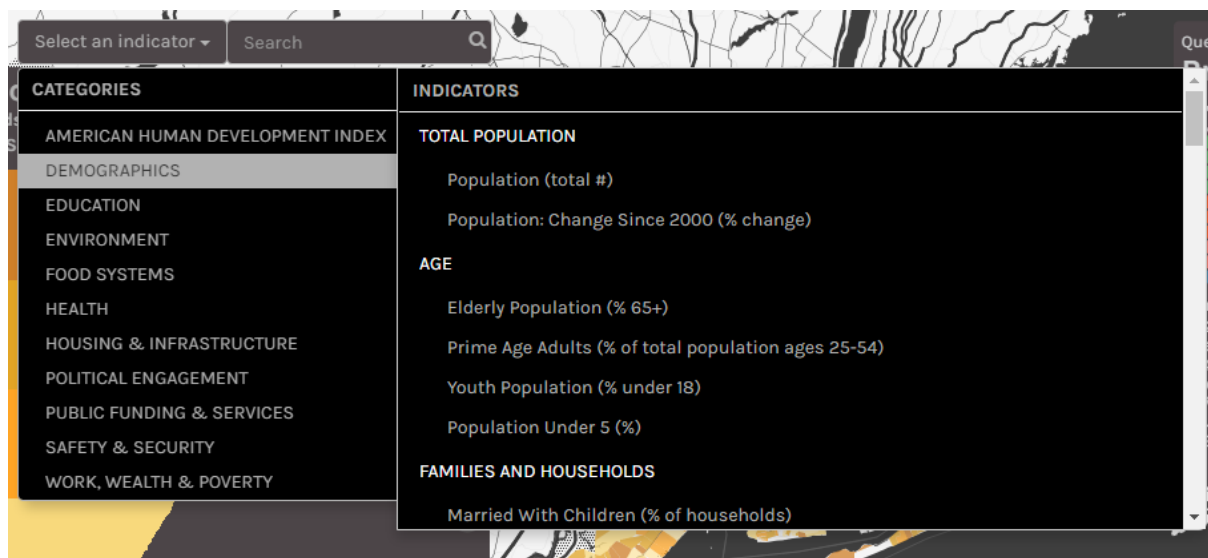 Select an indicator
Search
CATEGORIES
AMERICAN HUMAN DEVELOPMENT INDEX
DEMOGRAPHICS
EDUCATION
ENVIRONMENT
FOOD SYSTEMS
HEALTH
HOUSING & INFRASTRUCTURE
POLITICAL ENGAGEMENT
PUBLIC FUNDING & SERVICES
SAFETY & SECURITY
WORK, WEALTH & POVERTY
INDICATORS
TOTAL POPULATION
Population (total #)
Population: Change Since 2000 (% change)
AGE
Elderly Population (% 65+)
Prime Age Adults (% of total population ages 25-54)
Youth Population (% under 18)
Population Under 5 (%)
FAMILIES AND HOUSEHOLDS
Married With Children (% of households)
Que